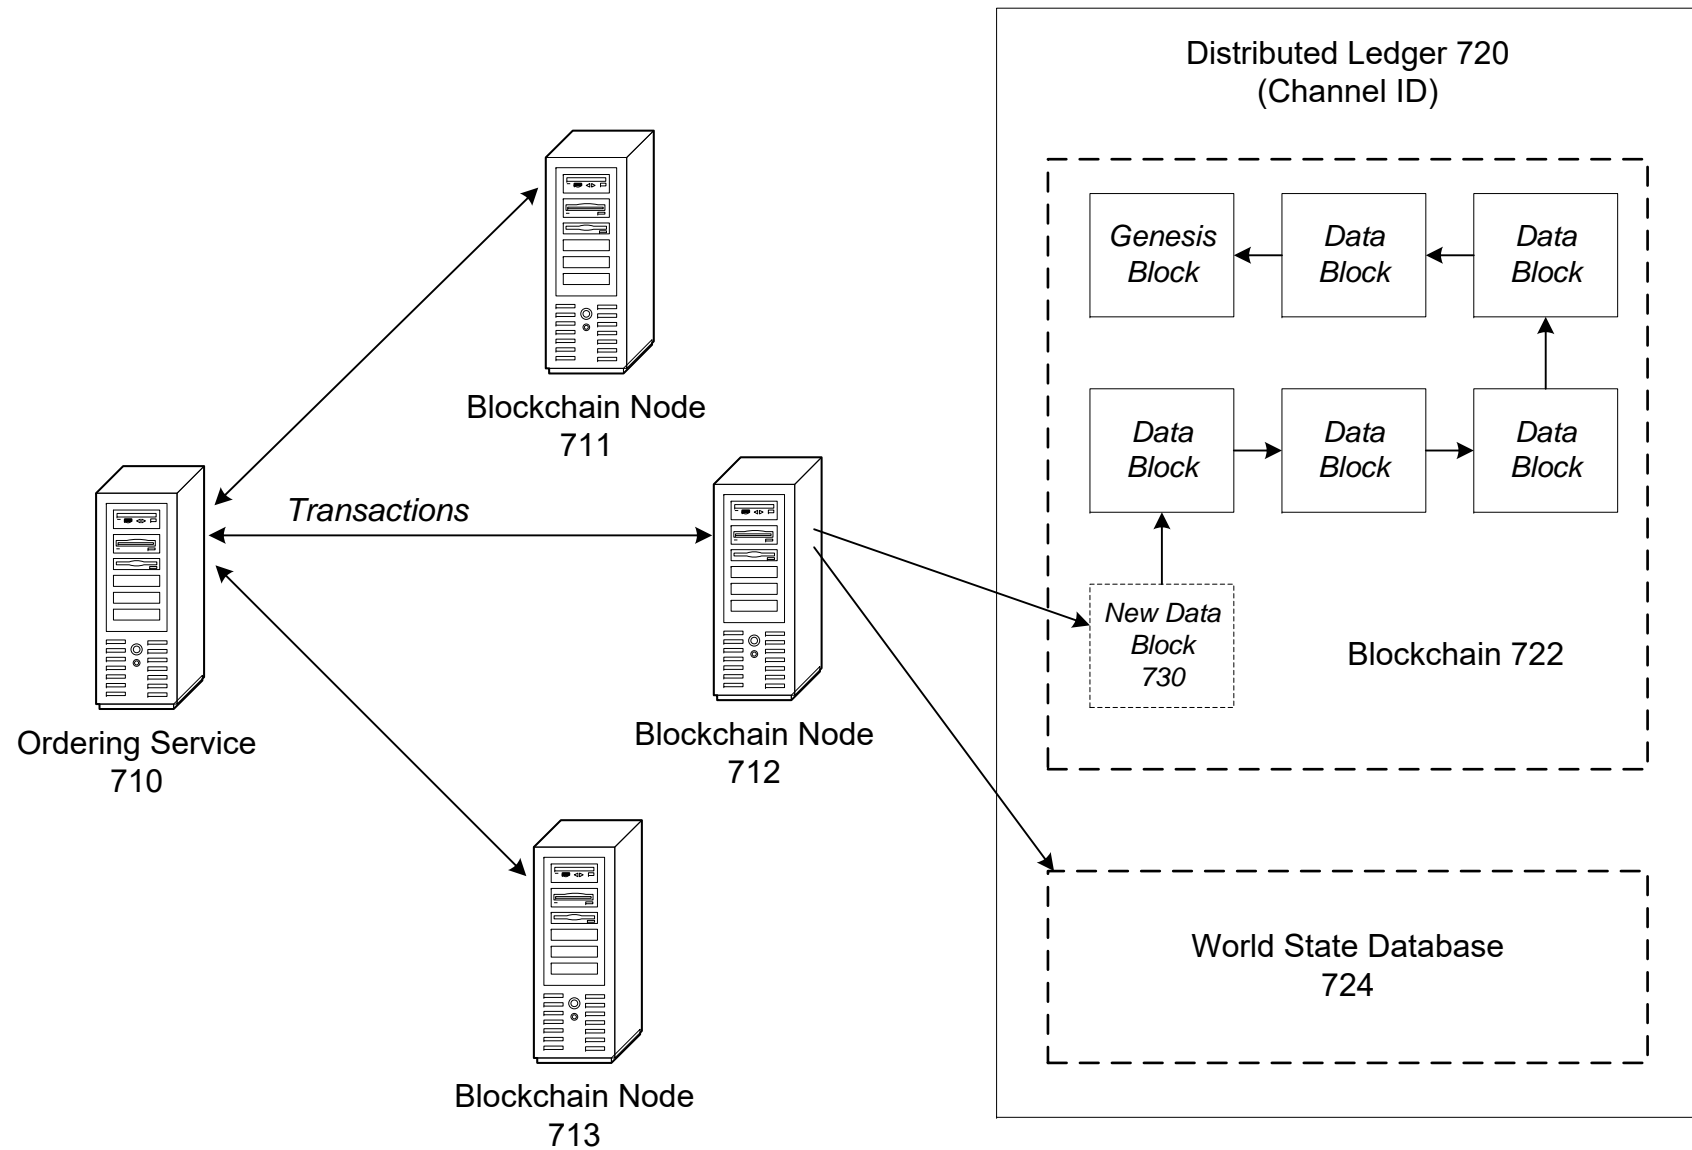 Distributed Ledger 720
(Channel ID)
Genesis
Block
Data
Block
Data
Block
Data
Block
Data
Block
Data
Block
New Data
Block
730
Blockchain 722
World State Database
724
Blockchain Node
711
Transactions
Ordering Service
710
Blockchain Node
712
Blockchain Node
713